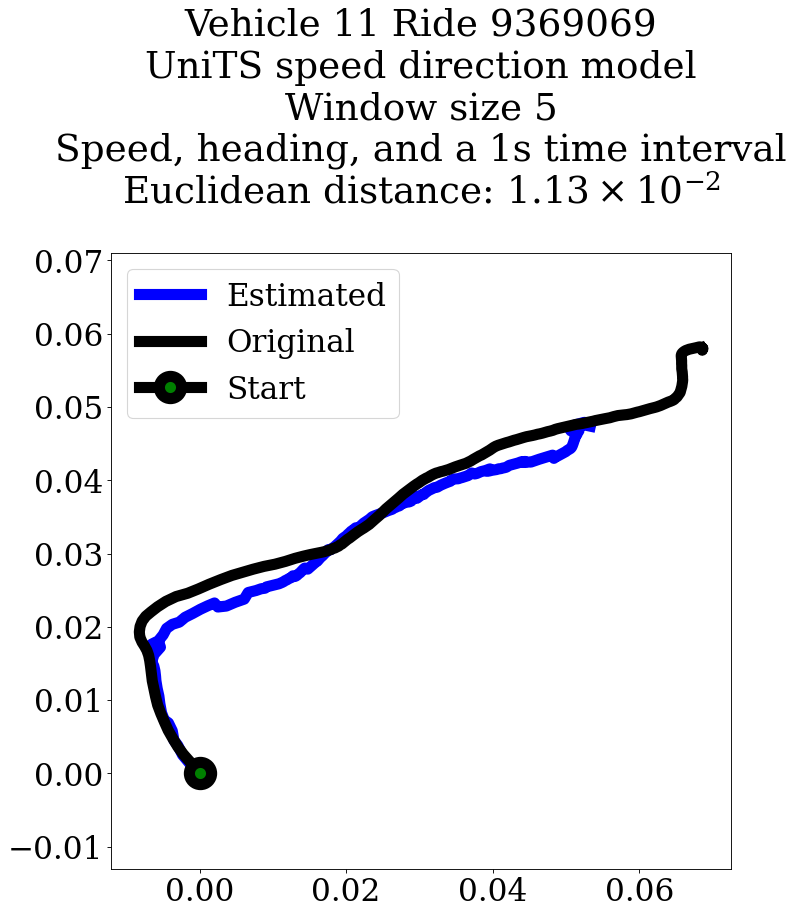 Vehicle 11 Ride 9369069
UniTS speed direction model
Window size 5
Speed, heading, and a 1s time interval
Euclidean distance: 1.13 × 10⁻²
0.07
Estimated
0.06
Original
Start
0.05
0.04
0.03
0.02
0.01
0.00
−0.01
0.00 0.02 0.04 0.06